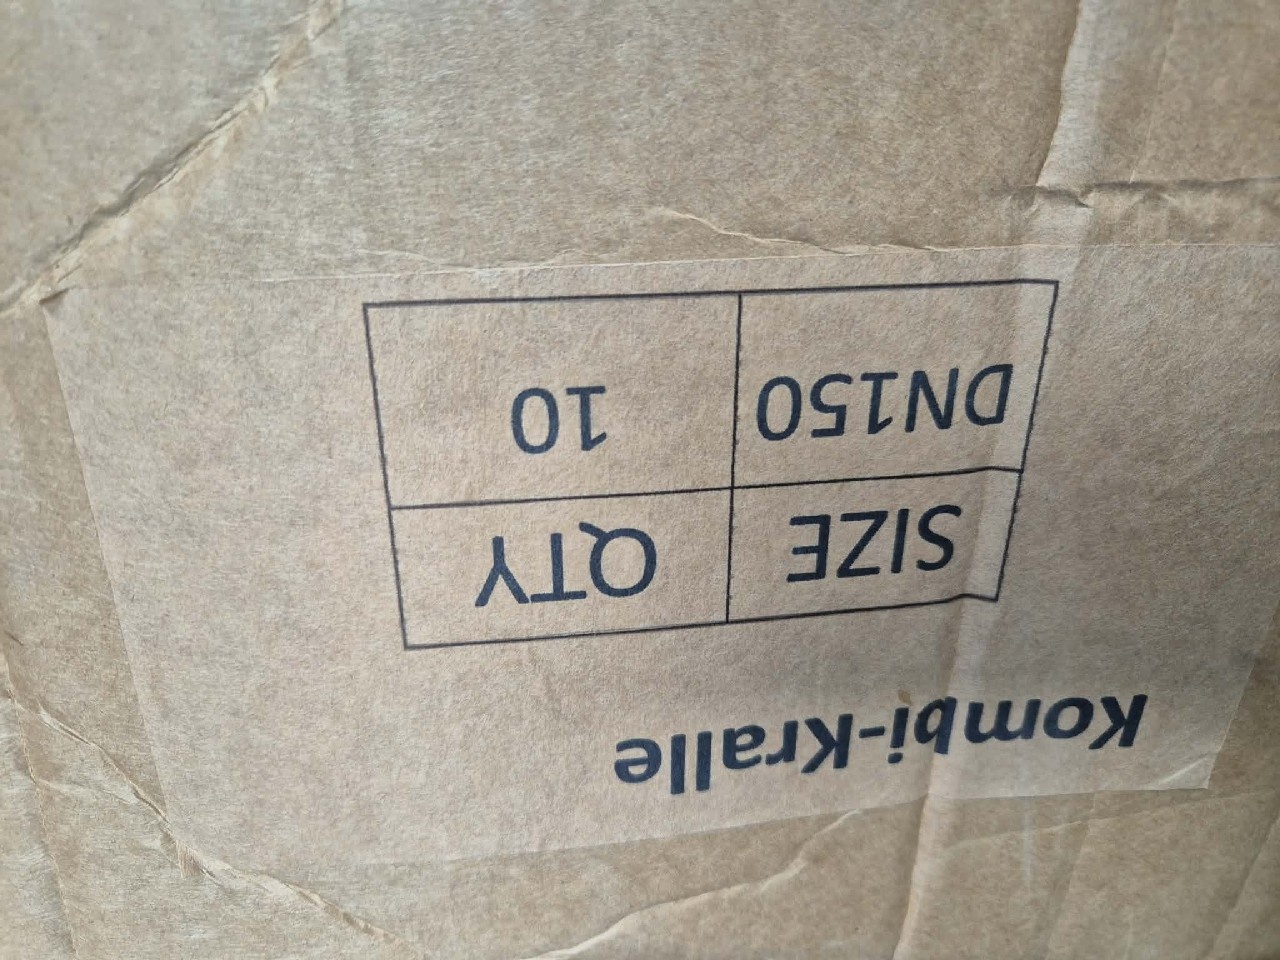 Kombi-Kralle
SIZE QTY
DN150 10